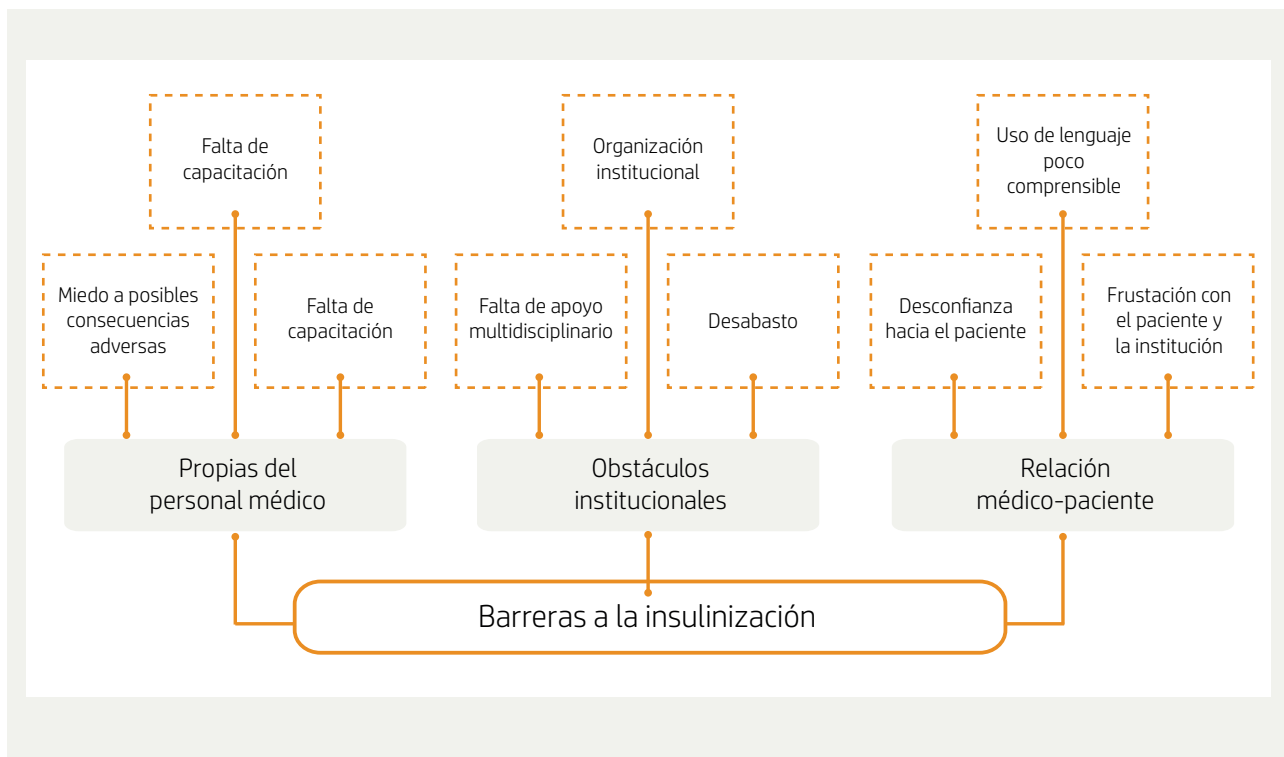 Falta de
capacitación
Organización
institucional
Uso de lenguaje
poco
comprensible
Miedo a posibles
consecuencias
adversas
Falta de
capacitación
Falta de apoyo
multidisciplinario
Desabasto
Desconfianza
hacia el paciente
Frustación con
el paciente y
la institución
Propias del
personal médico
Obstáculos
institucionales
Relación
médico-paciente
Barreras a la insulinización